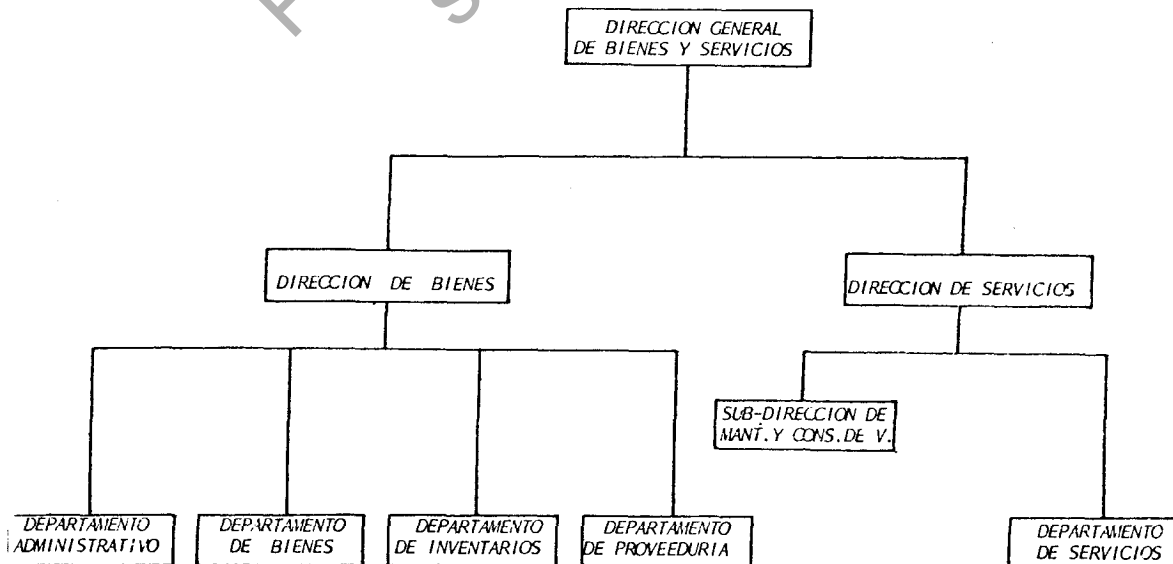 DIRECCION GENERAL
DE BIENES Y SERVICIOS
DIRECCION DE BIENES
DIRECCION DE SERVICIOS
SUB-DIRECCION DE
MANT. Y CONS. DE V.
DEPARTAMENTO
ADMINISTRATIVO
DEPARTAMENTO
DE BIENES
DEPARTAMENTO
DE INVENTARIOS
DEPARTAMENTO
DE PROVEEDURIA
DEPARTAMENTO
DE SERVICIOS